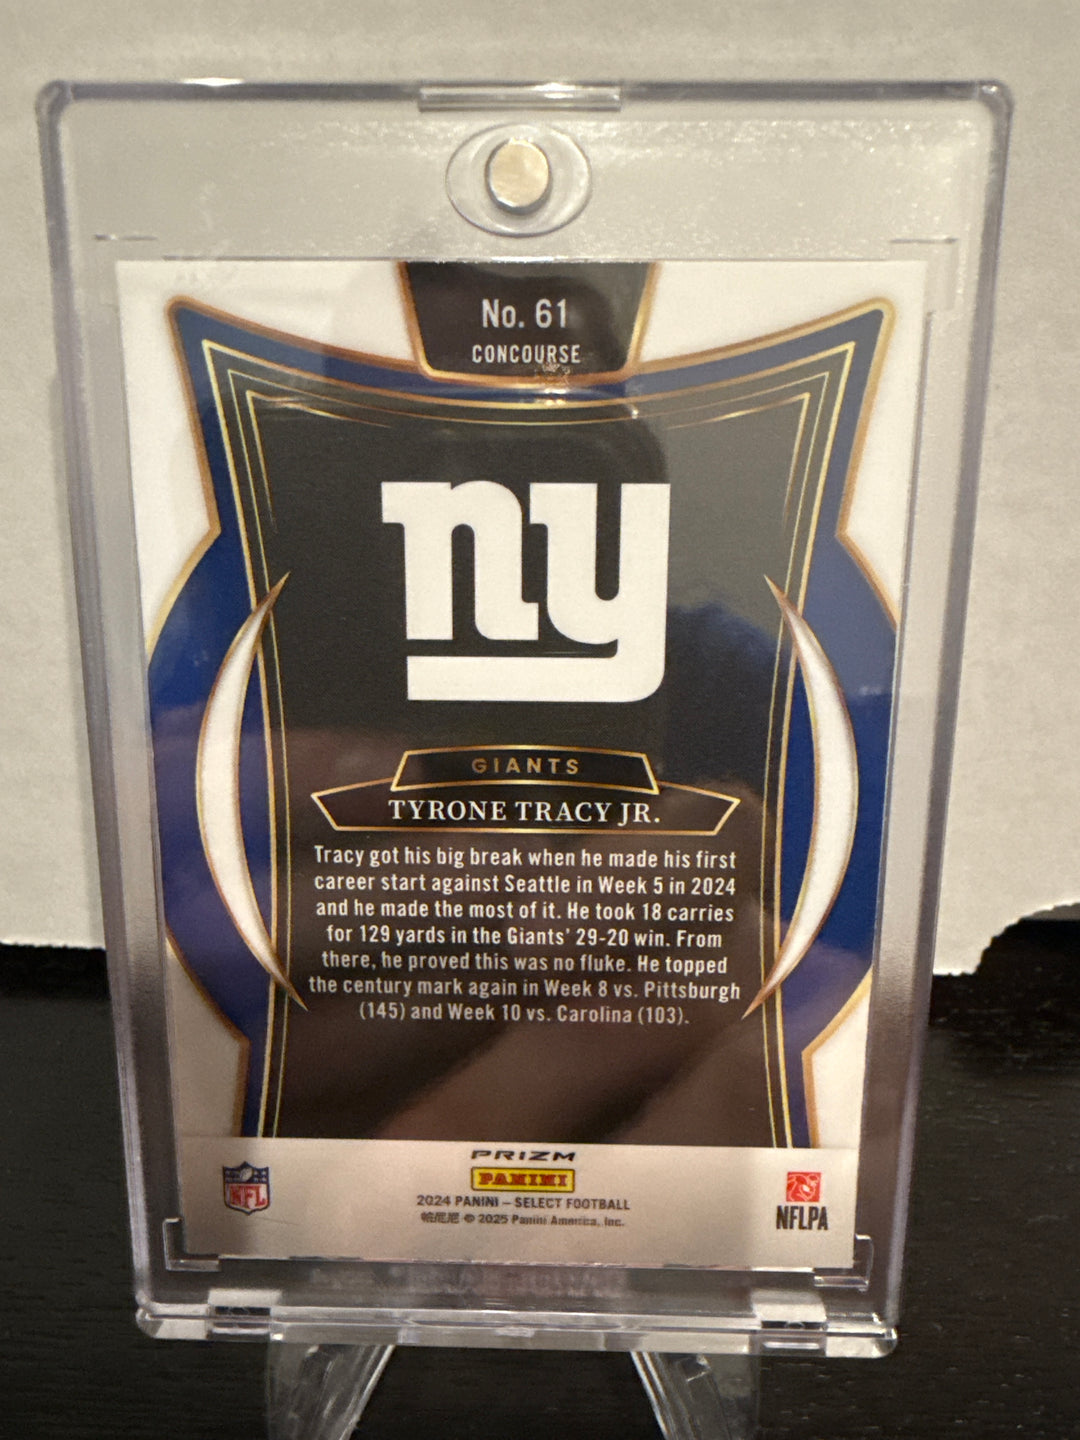 No. 61
CONCOURSE
ny
GIANTS
TYRONE TRACY JR.
Tracy got his big break when he made his first
career start against Seattle in Week 5 in 2024
and he made the most of it. He took 18 carries
for 129 yards in the Giants' 29-20 win. From
there, he proved this was no fluke. He topped
the century mark again in Week 8 vs. Pittsburgh
(145) and Week 10 vs. Carolina (103).
PRIZM
PANINI
2024 PANINI – SELECT FOOTBALL
帕尼尼 © 2025 Panini America, Inc.
NFL
NFLPA